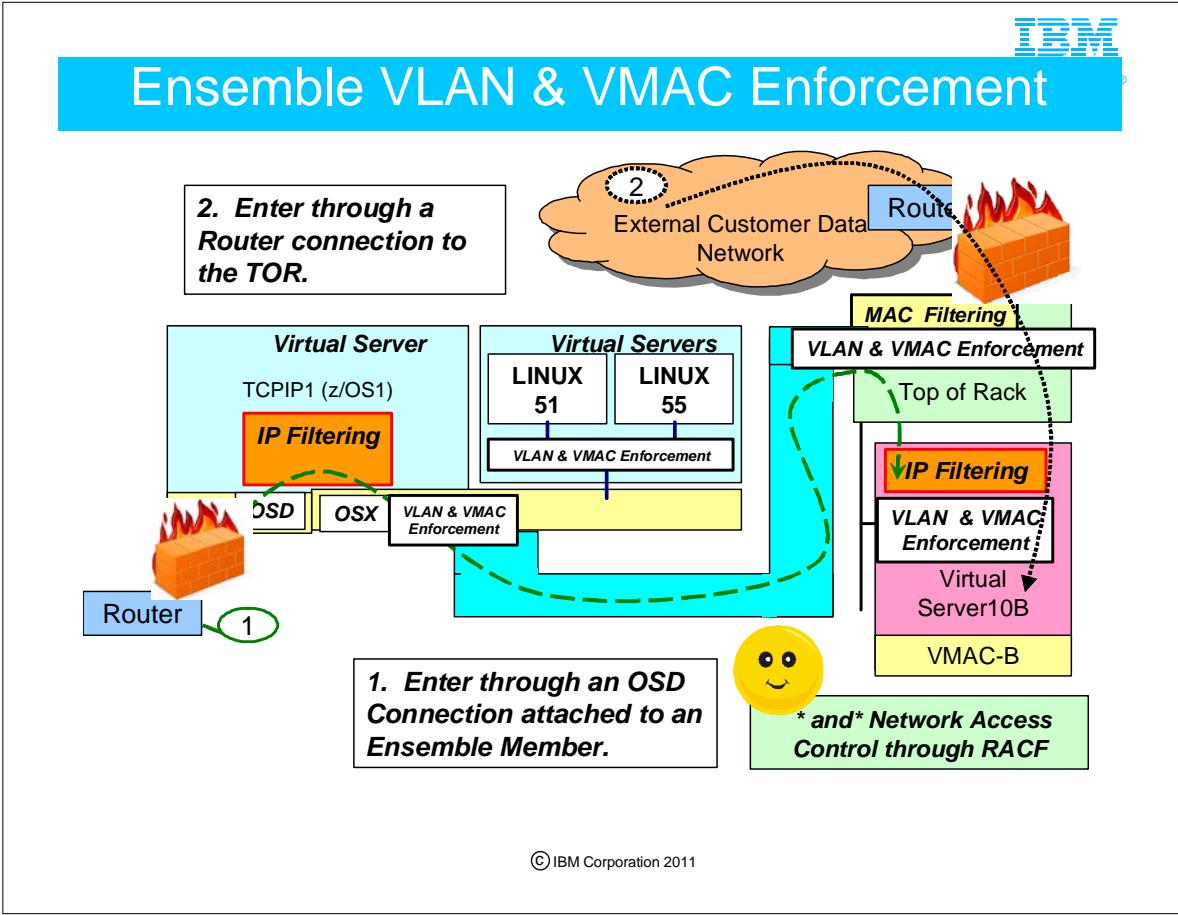 IBM
®
Ensemble VLAN & VMAC Enforcement
2. Enter through a
Router connection to
the TOR.
2
External Customer Data
Network
Route
MAC Filtering
VLAN & VMAC Enforcement
Top of Rack
Virtual Server
TCPIP1 (z/OS1)
IP Filtering
Virtual Servers
LINUX
51
LINUX
55
VLAN & VMAC Enforcement
OSD
OSX
VLAN & VMAC
Enforcement
IP Filtering
VLAN & VMAC
Enforcement
Virtual
Server10B
VMAC-B
Router
1
1. Enter through an OSD
Connection attached to an
Ensemble Member.
* and* Network Access
Control through RACF
© IBM Corporation 2011